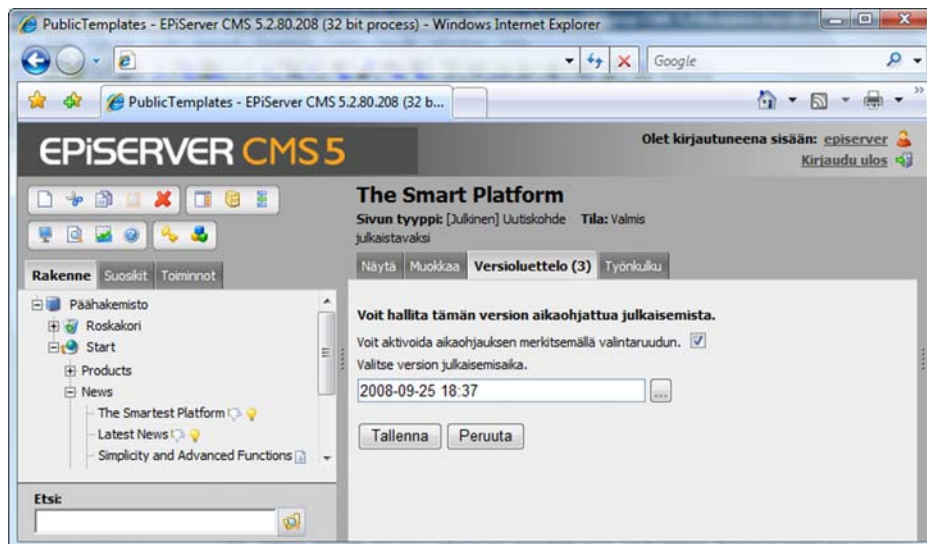 PublicTemplates - EPiServer CMS 5.2.80.208 (32 bit process) - Windows Internet Explorer
Google
PublicTemplates - EPiServer CMS 5.2.80.208 (32 b...
EPiSERVER CMS 5
Olet kirjautuneena sisään: episerver
Kirjaudu ulos
The Smart Platform
Sivun tyyppi: [Julkinen] Uutiskohde Tila: Valmis
julkaistavaksi
Rakenne Suosikit Toiminnot
Näytä Muokkaa Versioluettelo (3) Työnkulku
Päähakemisto
Roskakori
Start
Products
News
The Smartest Platform
Latest News
Simplicity and Advanced Functions
Voit hallita tämän version aikaohjattua julkaisemista.
Voit aktivoida aikaohjauksen merkitsemällä valintaruudun.
Valitse version julkaisemisaika.
2008-09-25 18:37
...
Tallenna Peruuta
Etsi: